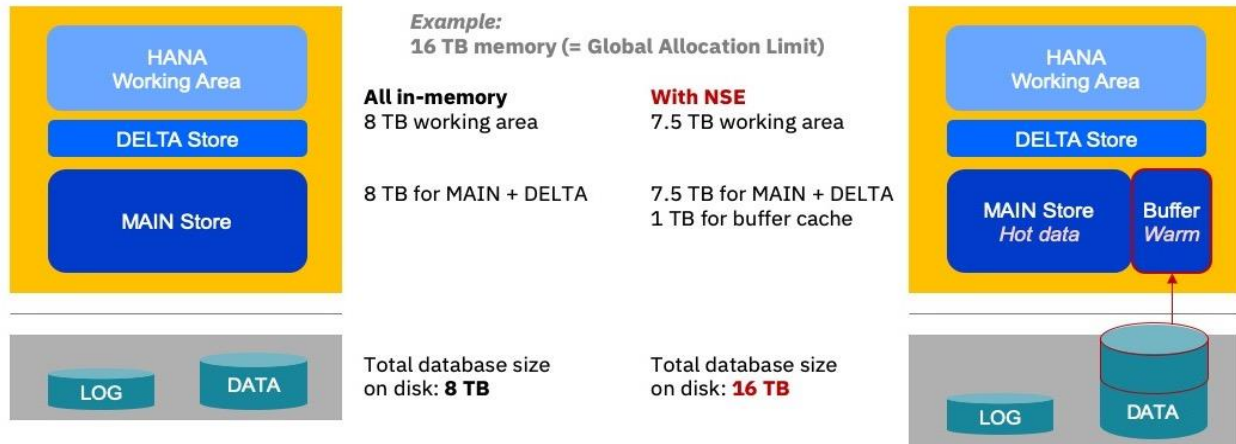 HANA
Working Area
DELTA Store
MAIN Store
LOG
DATA
Example:
16 TB memory (= Global Allocation Limit)
All in-memory
8 TB working area
8 TB for MAIN + DELTA
Total database size
on disk: 8 TB
With NSE
7.5 TB working area
7.5 TB for MAIN + DELTA
1 TB for buffer cache
Total database size
on disk: 16 TB
HANA
Working Area
DELTA Store
MAIN Store
Hot data
Buffer
Warm
LOG
DATA